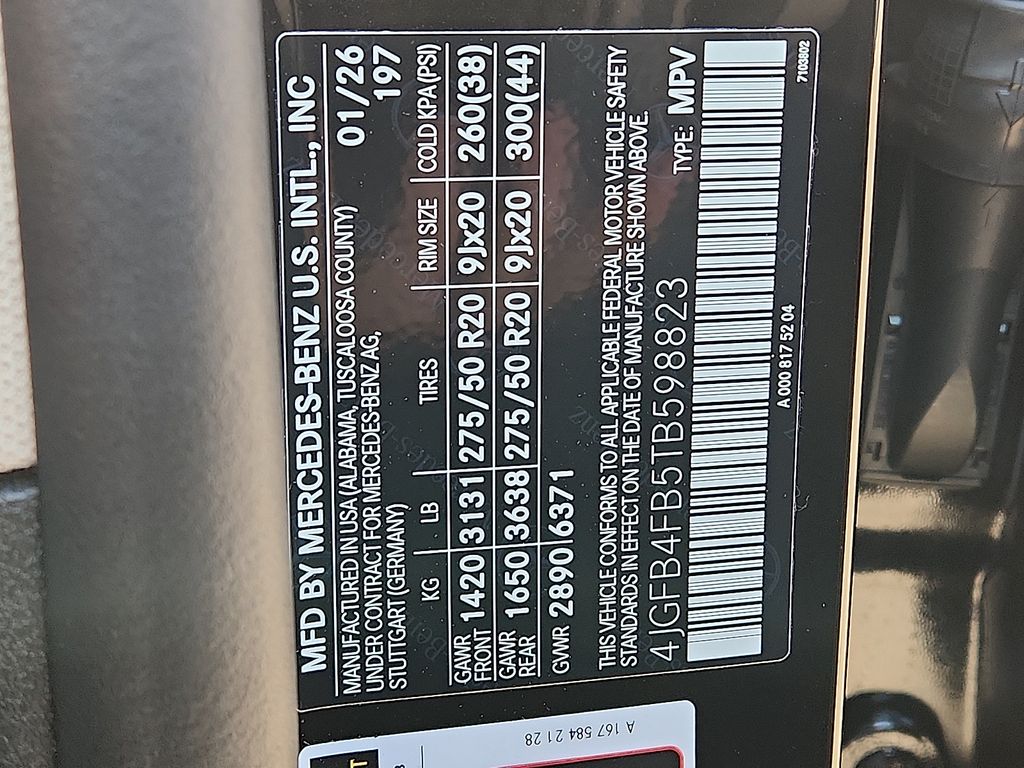 MFD BY MERCEDES-BENZ U.S. INTL., INC
MANUFACTURED IN USA (ALABAMA, TUSCALOOSA COUNTY) 01/26
UNDER CONTRACT FOR MERCEDES-BENZ AG, 197
STUTTGART (GERMANY)
KG LB TIRES RIM SIZE COLD KPA(PSI)
GAWR FRONT 1420 3131 275/50 R20 9Jx20 260(38)
GAWR REAR 1650 3638 275/50 R20 9Jx20 300(44)
GVWR 2890 6371
THIS VEHICLE CONFORMS TO ALL APPLICABLE FEDERAL MOTOR VEHICLE SAFETY
STANDARDS IN EFFECT ON THE DATE OF MANUFACTURE SHOWN ABOVE.
4JGFB4FB5TB598823 TYPE: MPV
A 000 817 52 04
7103802
A 167 584 21 28